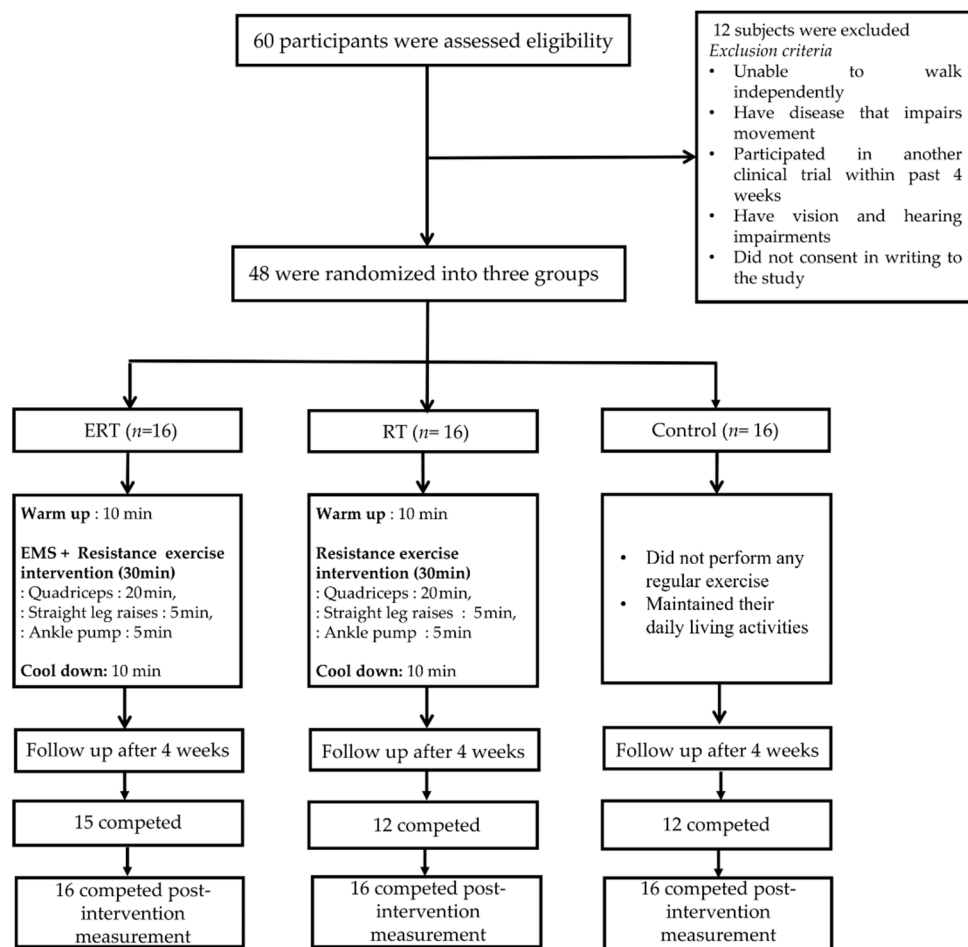 60 participants were assessed eligibility
12 subjects were excluded
Exclusion criteria
• Unable to walk
independently
• Have disease that impairs
movement
• Participated in another
clinical trial within past 4
weeks
• Have vision and hearing
impairments
• Did not consent in writing to
the study
48 were randomized into three groups
ERT (n=16)
RT (n= 16)
Control (n= 16)
Warm up : 10 min
EMS + Resistance exercise
intervention (30min)
: Quadriceps : 20min,
: Straight leg raises : 5min,
: Ankle pump : 5min
Cool down: 10 min
Warm up : 10 min
Resistance exercise
intervention (30min)
: Quadriceps : 20min,
: Straight leg raises : 5min,
: Ankle pump : 5min
Cool down: 10 min
• Did not perform any
regular exercise
• Maintained their
daily living activities
Follow up after 4 weeks
Follow up after 4 weeks
Follow up after 4 weeks
15 competed
12 competed
12 competed
16 competed post-
intervention
measurement
16 competed post-
intervention
measurement
16 competed post-
intervention
measurement